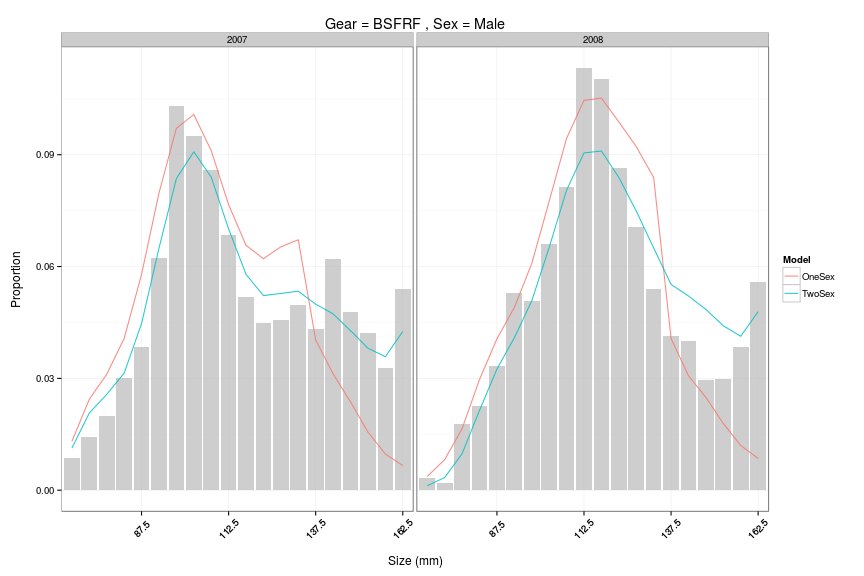 Gear = BSFRF , Sex = Male
2007 2008
0.09
0.06
0.03
0.00
Proportion
87.5 112.5 137.5 162.5 87.5 112.5 137.5 162.5
Size (mm)
Model
OneSex
TwoSex